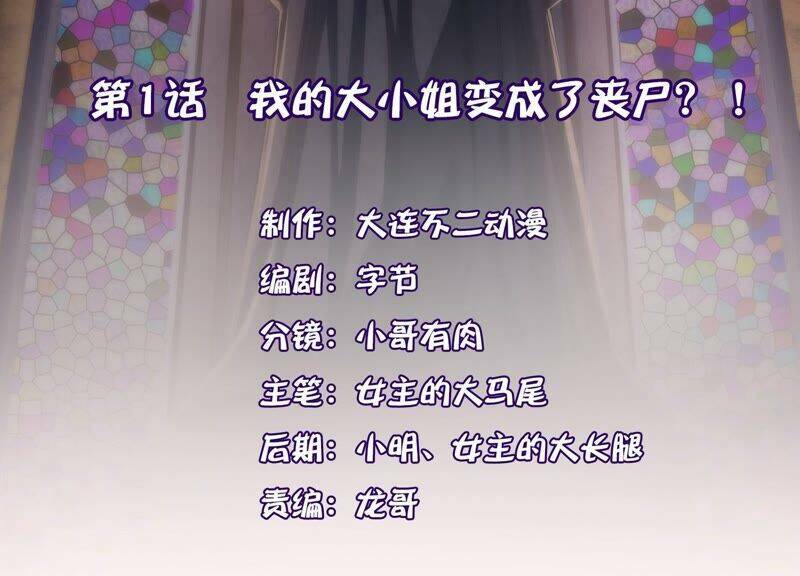 第1话 我的大小姐变成了丧尸？！
制作：大连不二动漫
编剧：字节
分镜：小哥有肉
主笔：女主的大马尾
后期：小明、女主的大长腿
责编：龙哥